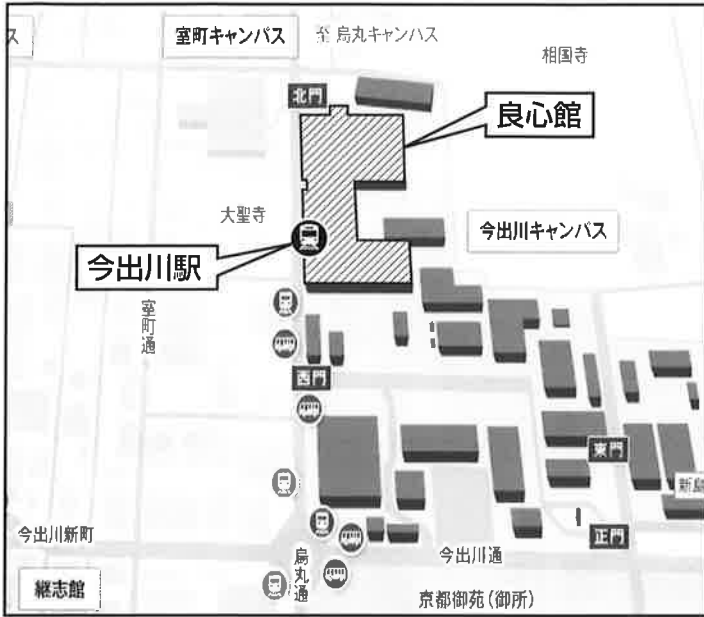 ス
室町キャンパス
烏丸キャンパス
相国寺
北門
良心館
大聖寺
今出川キャンパス
今出川駅
室町通
西門
東門
新島
今出川新町
正門
烏丸通
今出川通
継志館
京都御苑(御所)